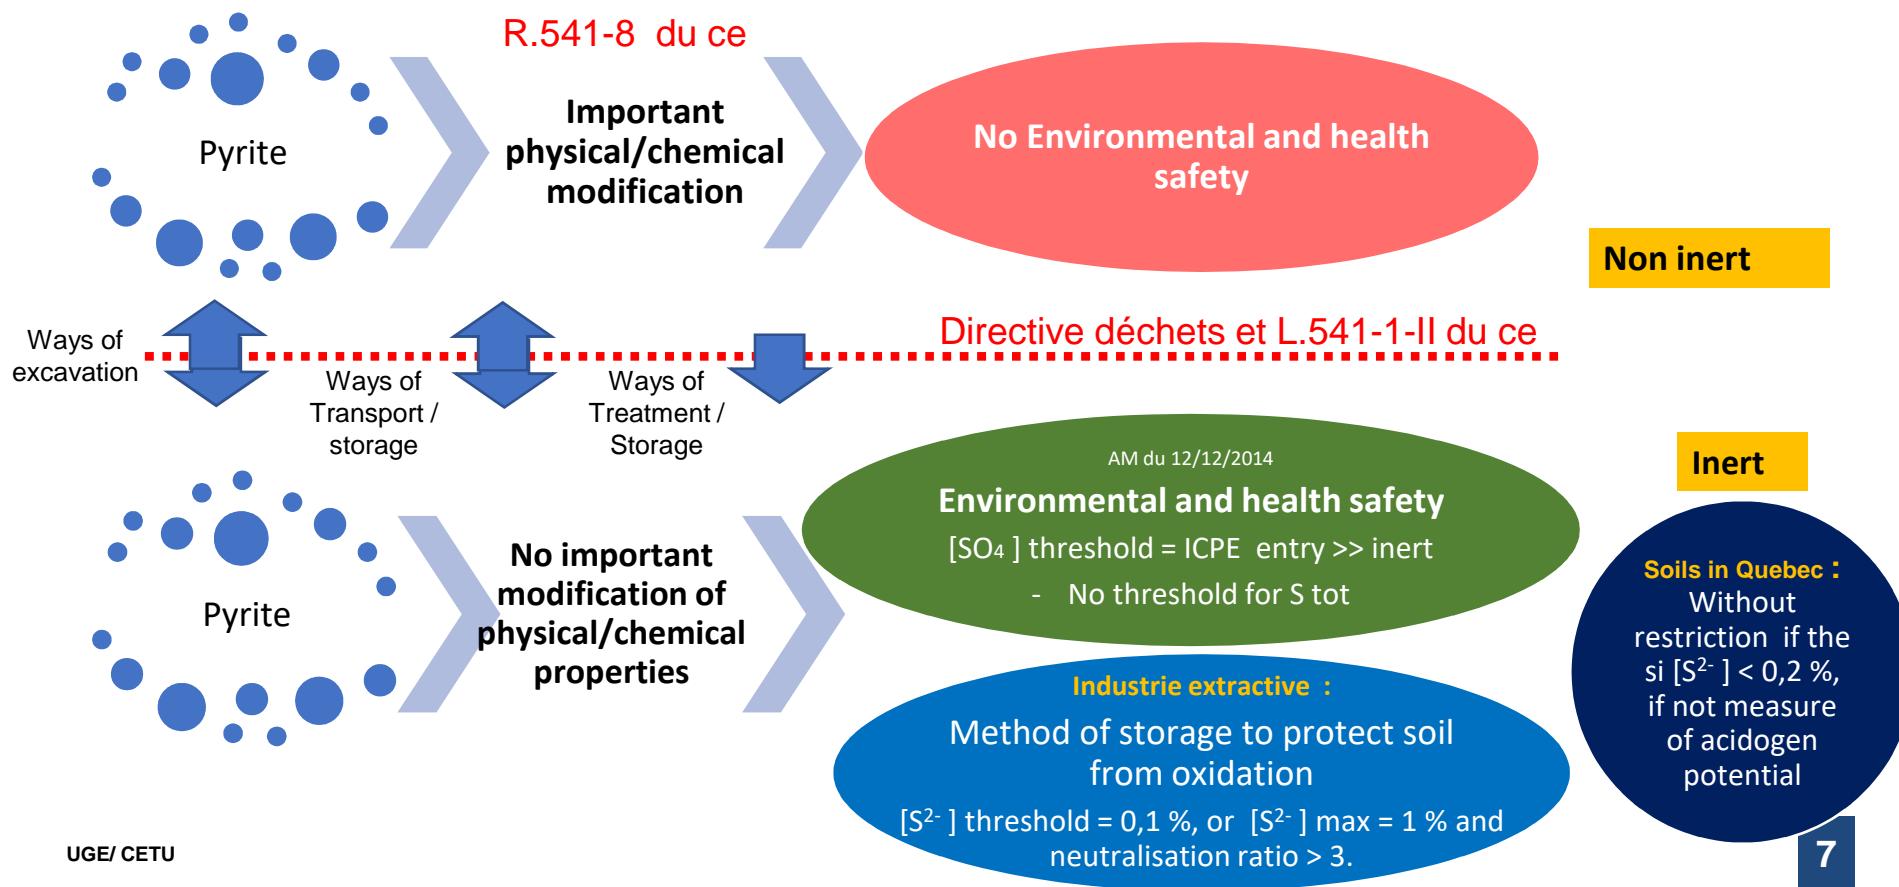 R.541-8 du ce
Pyrite
Important
physical/chemical
modification
No Environmental and health
safety
Non inert
Directive déchets et L.541-1-II du ce
Ways of
excavation
Ways of
Transport /
storage
Ways of
Treatment /
Storage
Pyrite
No important
modification of
physical/chemical
properties
AM du 12/12/2014
Environmental and health safety
[SO4 ] threshold = ICPE entry >> inert
- No threshold for S tot
Industrie extractive :
Method of storage to protect soil
from oxidation
[S2- ] threshold = 0,1 %, or [S2- ] max = 1 % and
neutralisation ratio > 3.
Inert
Soils in Quebec :
Without
restriction if the
si [S2- ] < 0,2 %,
if not measure
of acidogen
potential
UGE/ CETU
7